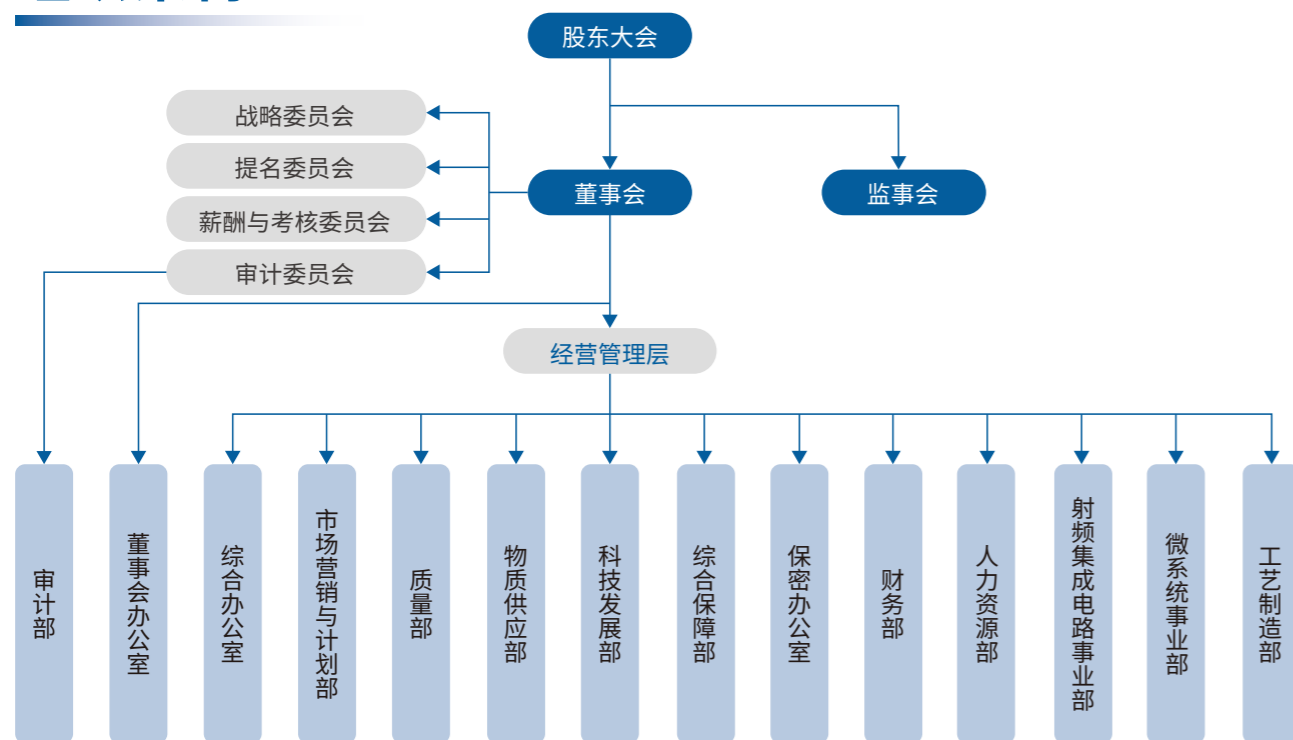 股东大会
战略委员会
提名委员会
董事会
监事会
薪酬与考核委员会
审计委员会
经营管理层
审计部
董事会办公室
综合办公室
市场营销与计划部
质量部
物质供应部
科技发展部
综合保障部
保密办公室
财务部
人力资源部
射频集成电路事业部
微系统事业部
工艺制造部